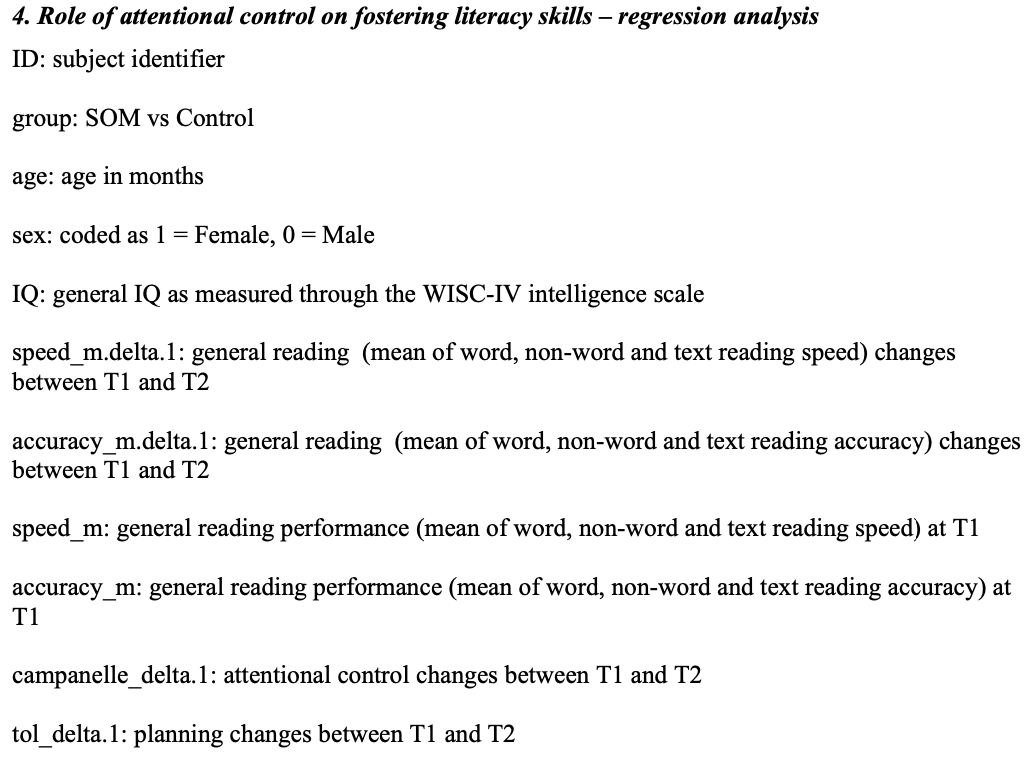 4. Role of attentional control on fostering literacy skills – regression analysis
ID: subject identifier
group: SOM vs Control
age: age in months
sex: coded as 1 = Female, 0 = Male
IQ: general IQ as measured through the WISC-IV intelligence scale
speed_m.delta.1: general reading  (mean of word, non-word and text reading speed) changes
between T1 and T2
accuracy_m.delta.1: general reading  (mean of word, non-word and text reading accuracy) changes
between T1 and T2
speed_m: general reading performance (mean of word, non-word and text reading speed) at T1
accuracy_m: general reading performance (mean of word, non-word and text reading accuracy) at
T1
campanelle_delta.1: attentional control changes between T1 and T2
tol_delta.1: planning changes between T1 and T2